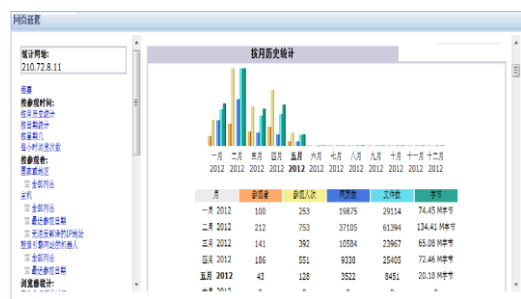 网页嵌套
统计网站:
210.72.8.11
摘要
按参观时间:
按月历史统计
按日期统计
按星期几
每小时浏览次数
按参观者:
国家或地区
全部列出
主机
全部列出
最近参观日期
无法反解译的IP地址
搜索引擎网站的机器人
全部列出
最近参观日期
浏览器统计:
按月历史统计
一月 二月 三月 四月 五月 六月 七月 八月 九月 十月 十一月 十二月
2012 2012 2012 2012 2012 2012 2012 2012 2012 2012 2012 2012
月 参观者 参观人次 网页数 文件数 字节
一月 2012 100 253 19875 29114 74.45 M字节
二月 2012 212 753 37105 61394 134.41 M字节
三月 2012 141 392 10584 23967 65.08 M字节
四月 2012 186 551 9338 25405 72.46 M字节
五月 2012 43 128 3522 8451 20.18 M字节